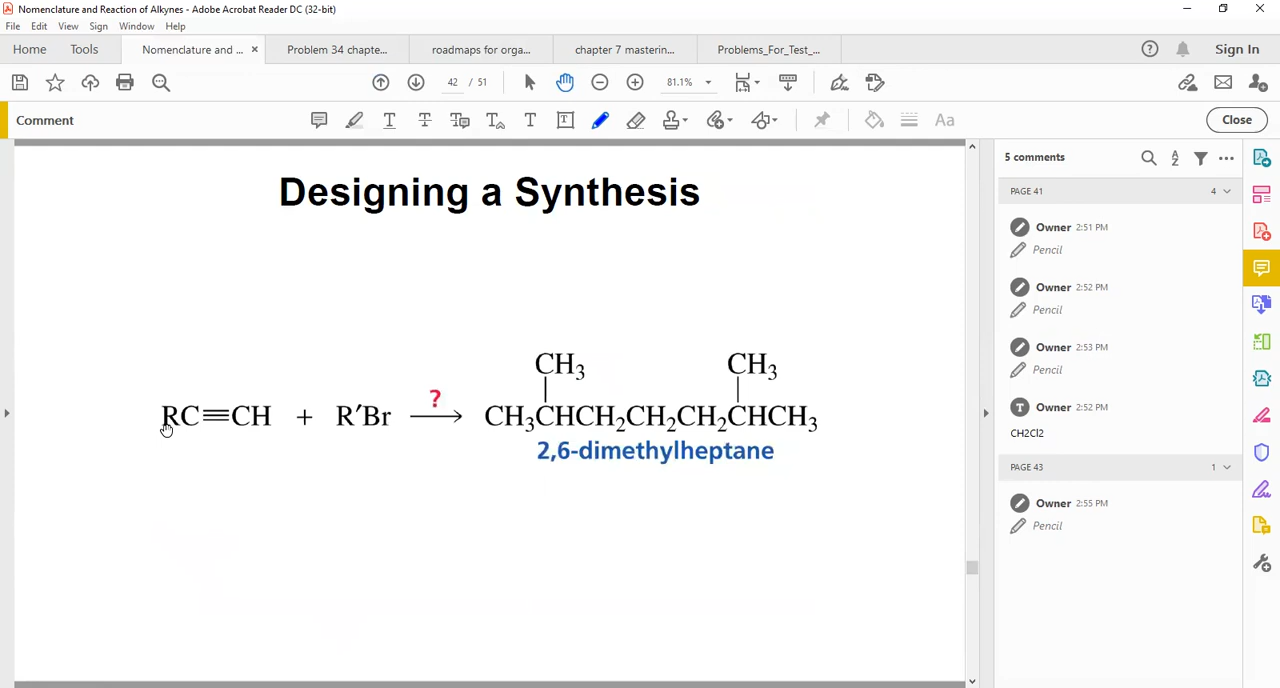 Nomenclature and Reaction of Alkynes - Adobe Acrobat Reader DC (32-bit)
File Edit View Sign Window Help
Home Tools Nomenclature and ... × Problem 34 chapte... roadmaps for orga... chapter 7 masterin... Problems_For_Test_... Sign In
42 / 51 81.1%
Comment Aa Close
5 comments
PAGE 41 4
Owner 2:51 PM
Pencil
Owner 2:52 PM
Pencil
Owner 2:53 PM
Pencil
T Owner 2:52 PM
CH2Cl2
PAGE 43 1
Owner 2:55 PM
Pencil
Designing a Synthesis
CH₃ CH₃
RC≡CH + R′Br ? → CH₃CHCH₂CH₂CH₂CHCH₃
2,6-dimethylheptane